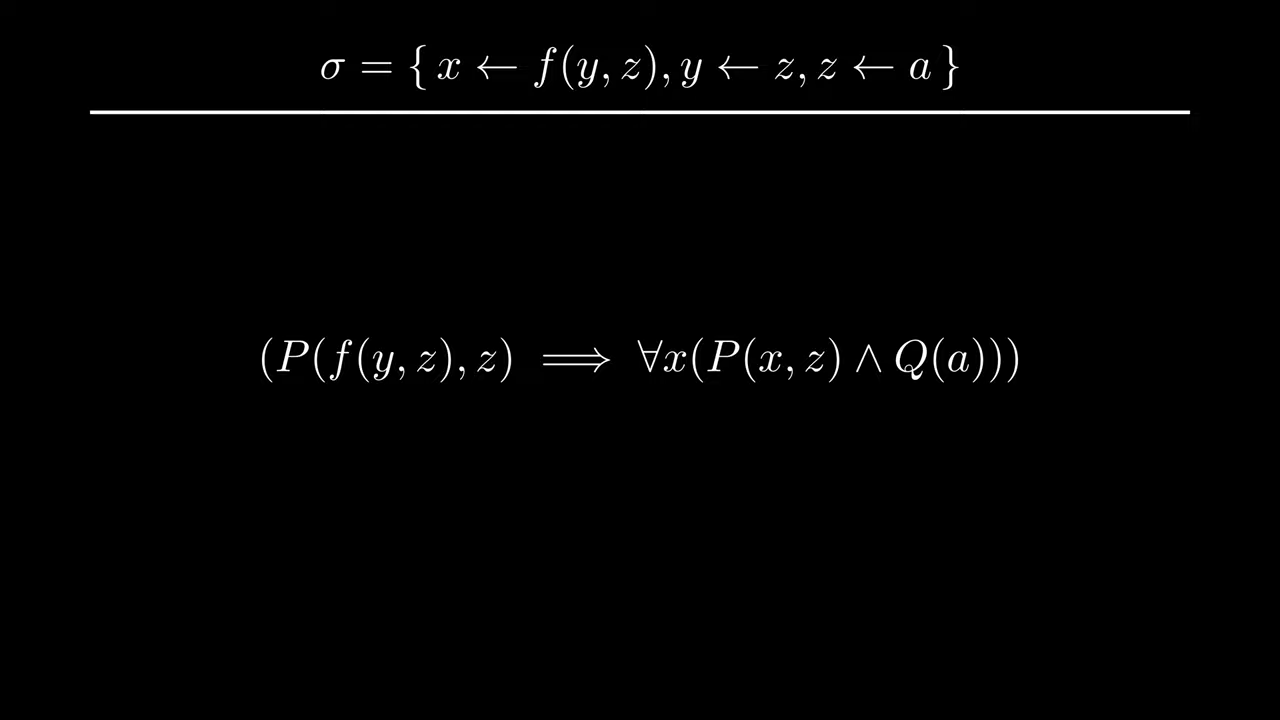 σ = { x ← f(y, z), y ← z, z ← a }
(P(f(y, z), z) ⟹ ∀x(P(x, z) ∧ Q(a)))